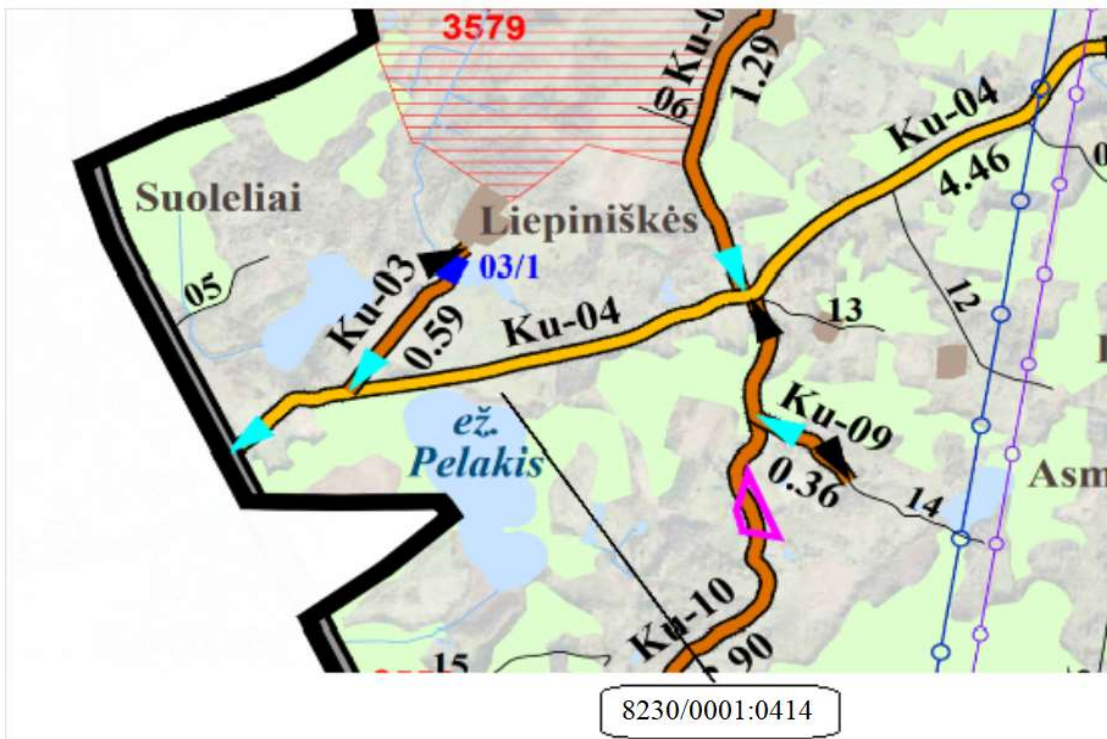 3579
Ku-0
1.29
06
Ku-04
4.46
0
Suoleliai
Liepiniškės
05
Ku-03
03/1
0.59
Ku-04
13
12
ež.
Pelakis
Ku-09
0.36
14
Asm
Ku-10
.90
15
8230/0001:0414